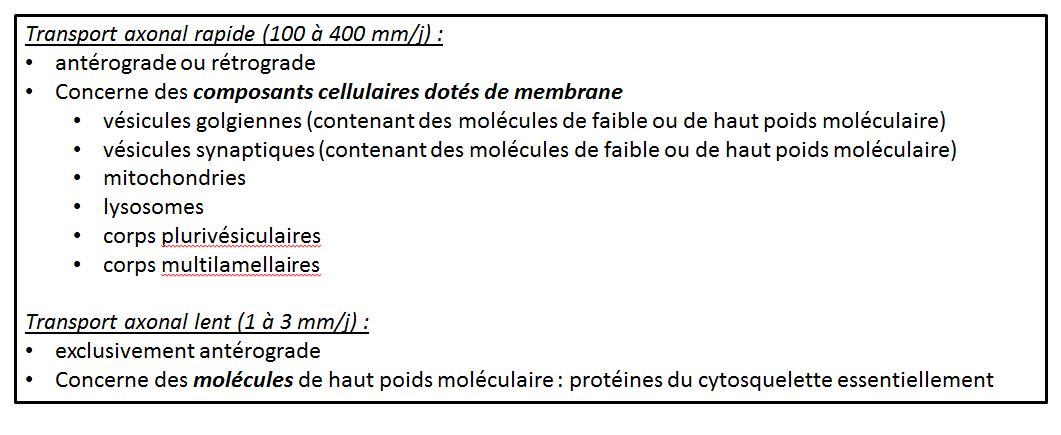 Transport axonal rapide (100 à 400 mm/j) :
• antérograde ou rétrograde
• Concerne des composants cellulaires dotés de membrane
• vésicules golgiennes (contenant des molécules de faible ou de haut poids moléculaire)
• vésicules synaptiques (contenant des molécules de faible ou de haut poids moléculaire)
• mitochondries
• lysosomes
• corps plurivésiculaires
• corps multilamellaires
Transport axonal lent (1 à 3 mm/j) :
• exclusivement antérograde
• Concerne des molécules de haut poids moléculaire : protéines du cytosquelette essentiellement